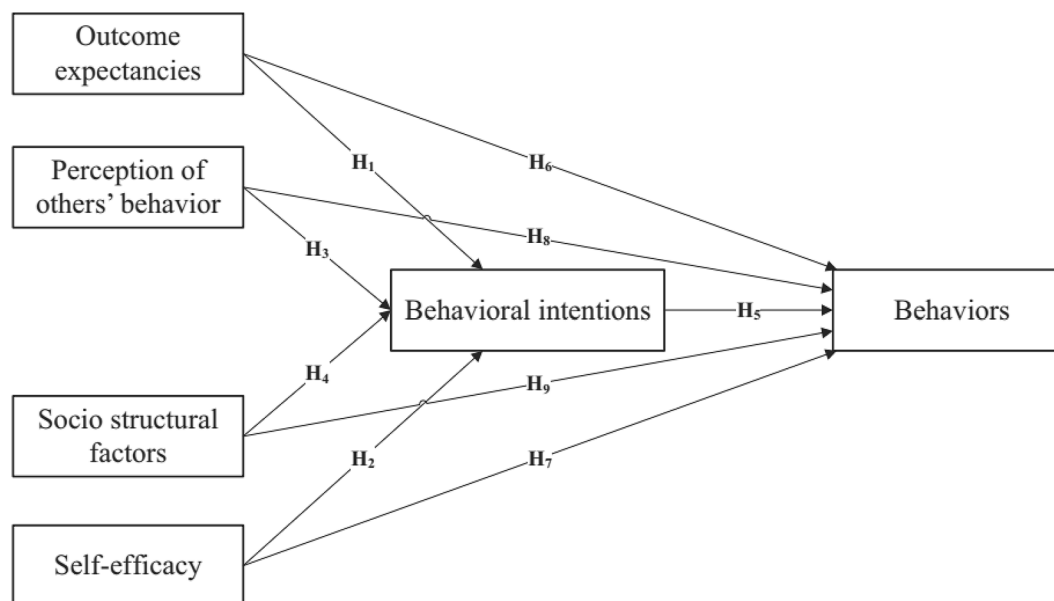 Outcome
expectancies
H₁
H₆
Perception of
others’ behavior
H₃
H₈
Behavioral intentions
H₅
Behaviors
H₄
H₉
Socio structural
factors
H₂
H₇
Self-efficacy